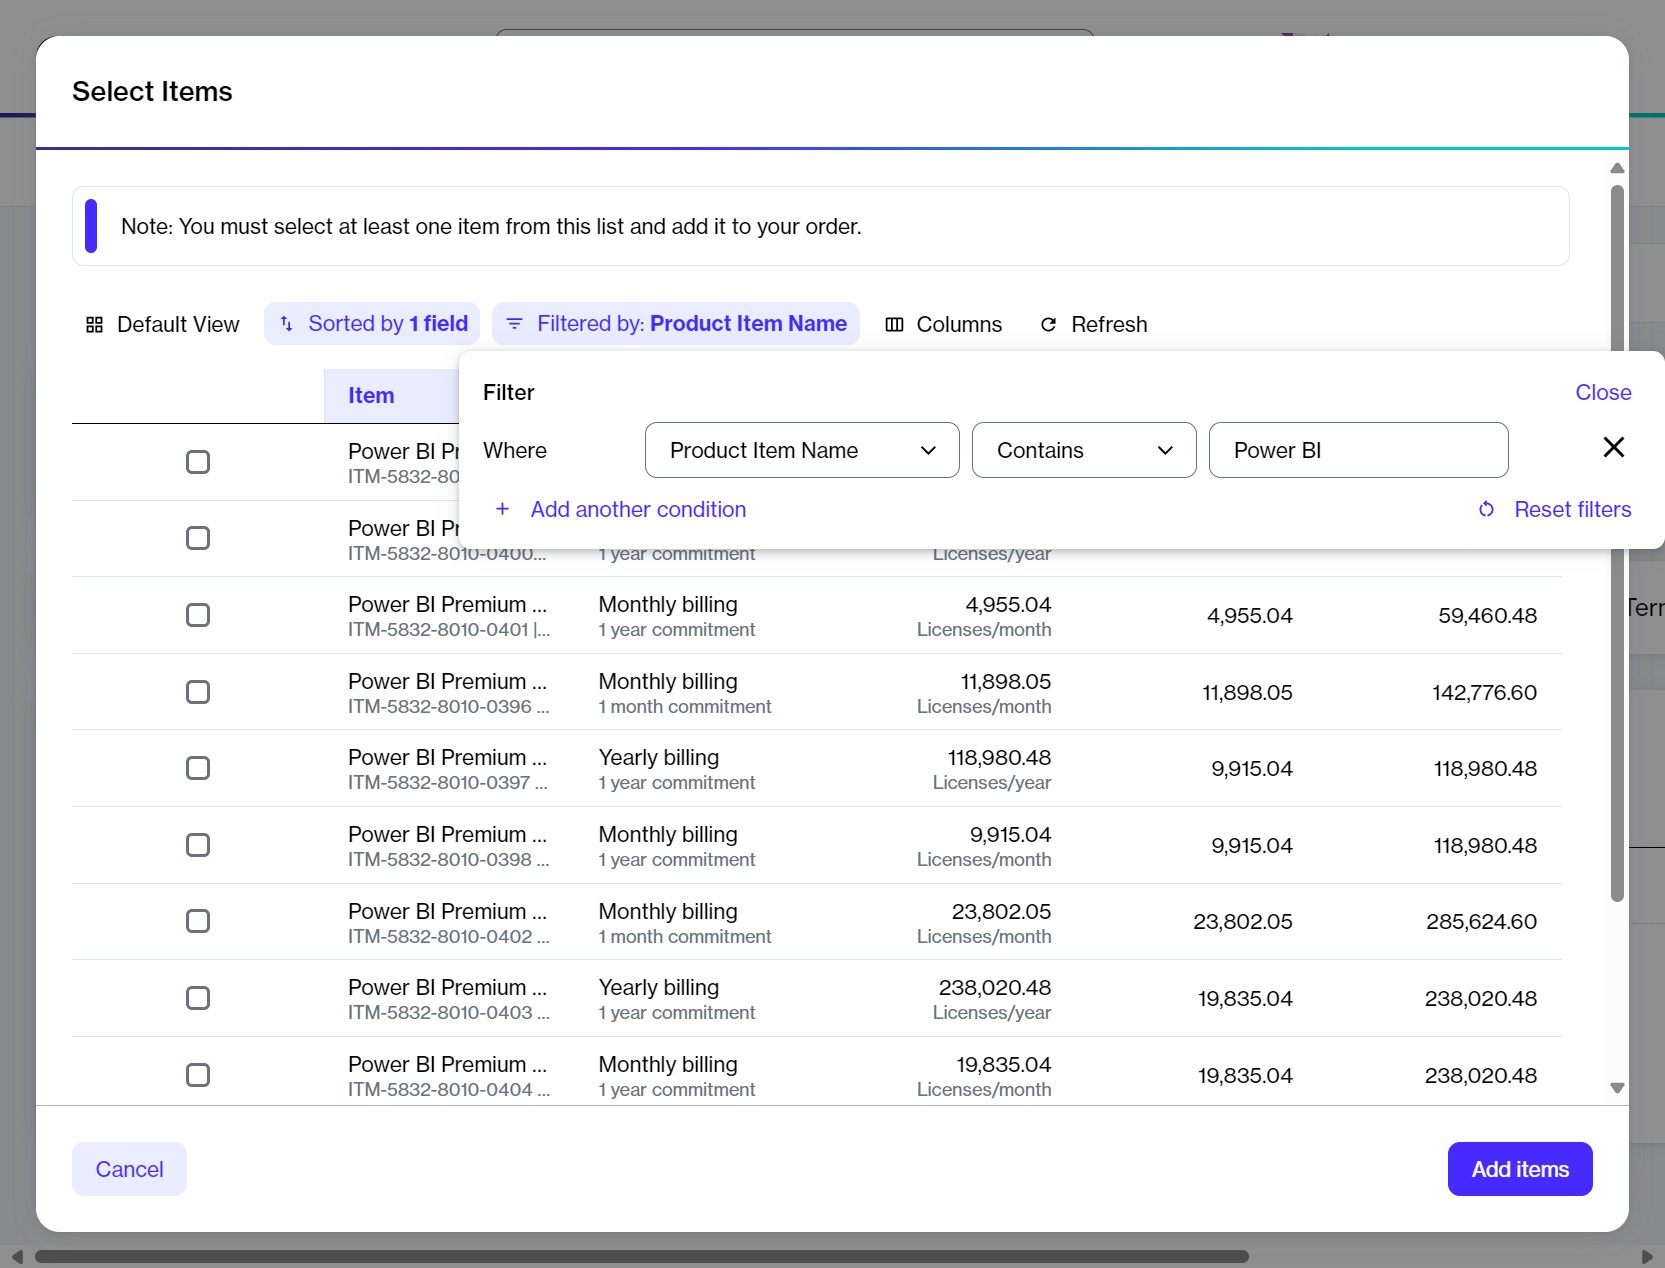 Select Items
Note: You must select at least one item from this list and add it to your order.
Default View
Sorted by 1 field
Filtered by: Product Item Name
Columns
Refresh
Item
Filter
Close
Where
Product Item Name
Contains
Power BI
+ Add another condition
Reset filters
Power BI Pr
ITM-5832-80
Power BI Pr
ITM-5832-8010-0400...
1 year commitment
Licenses/year
Power BI Premium ...
ITM-5832-8010-0401 |...
Monthly billing
1 year commitment
4,955.04
Licenses/month
4,955.04
59,460.48
Power BI Premium ...
ITM-5832-8010-0396 ...
Monthly billing
1 month commitment
11,898.05
Licenses/month
11,898.05
142,776.60
Power BI Premium ...
ITM-5832-8010-0397 ...
Yearly billing
1 year commitment
118,980.48
Licenses/year
9,915.04
118,980.48
Power BI Premium ...
ITM-5832-8010-0398 ...
Monthly billing
1 year commitment
9,915.04
Licenses/month
9,915.04
118,980.48
Power BI Premium ...
ITM-5832-8010-0402 ...
Monthly billing
1 month commitment
23,802.05
Licenses/month
23,802.05
285,624.60
Power BI Premium ...
ITM-5832-8010-0403 ...
Yearly billing
1 year commitment
238,020.48
Licenses/year
19,835.04
238,020.48
Power BI Premium ...
ITM-5832-8010-0404 ...
Monthly billing
1 year commitment
19,835.04
Licenses/month
19,835.04
238,020.48
Cancel
Add items